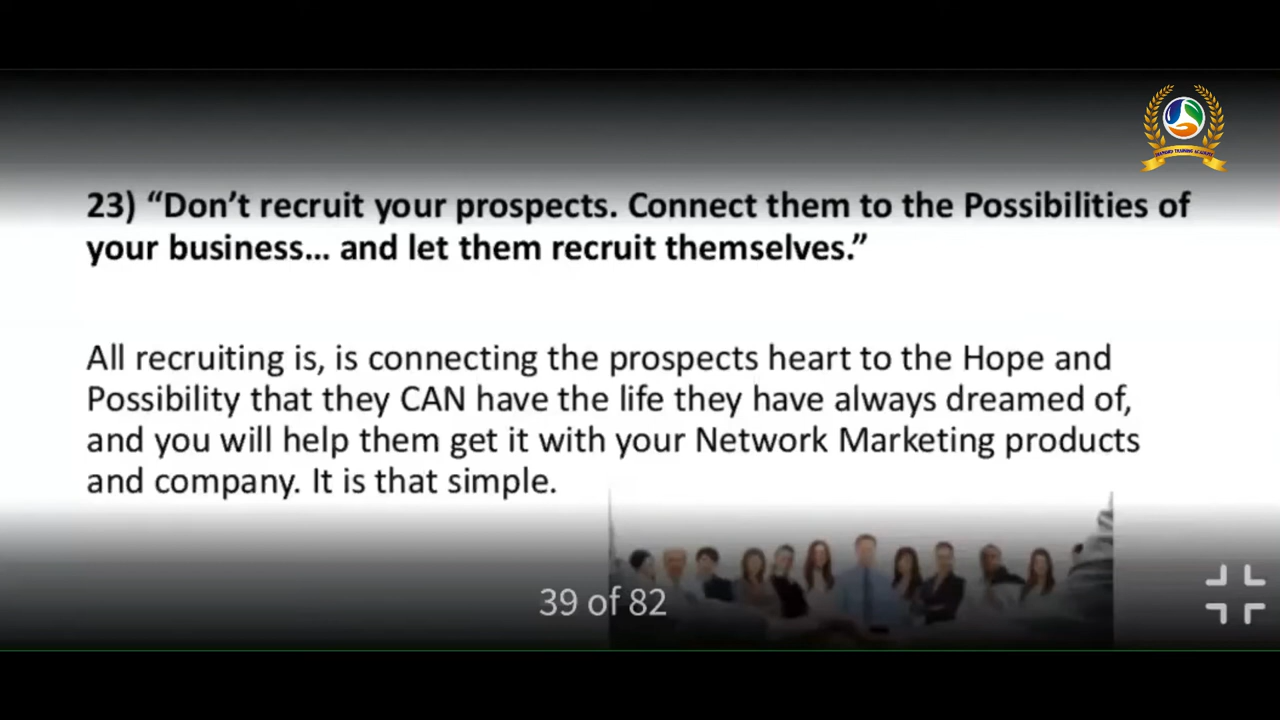 23) “Don’t recruit your prospects. Connect them to the Possibilities of
your business... and let them recruit themselves.”
All recruiting is, is connecting the prospects heart to the Hope and
Possibility that they CAN have the life they have always dreamed of,
and you will help them get it with your Network Marketing products
and company. It is that simple.
39 of 82